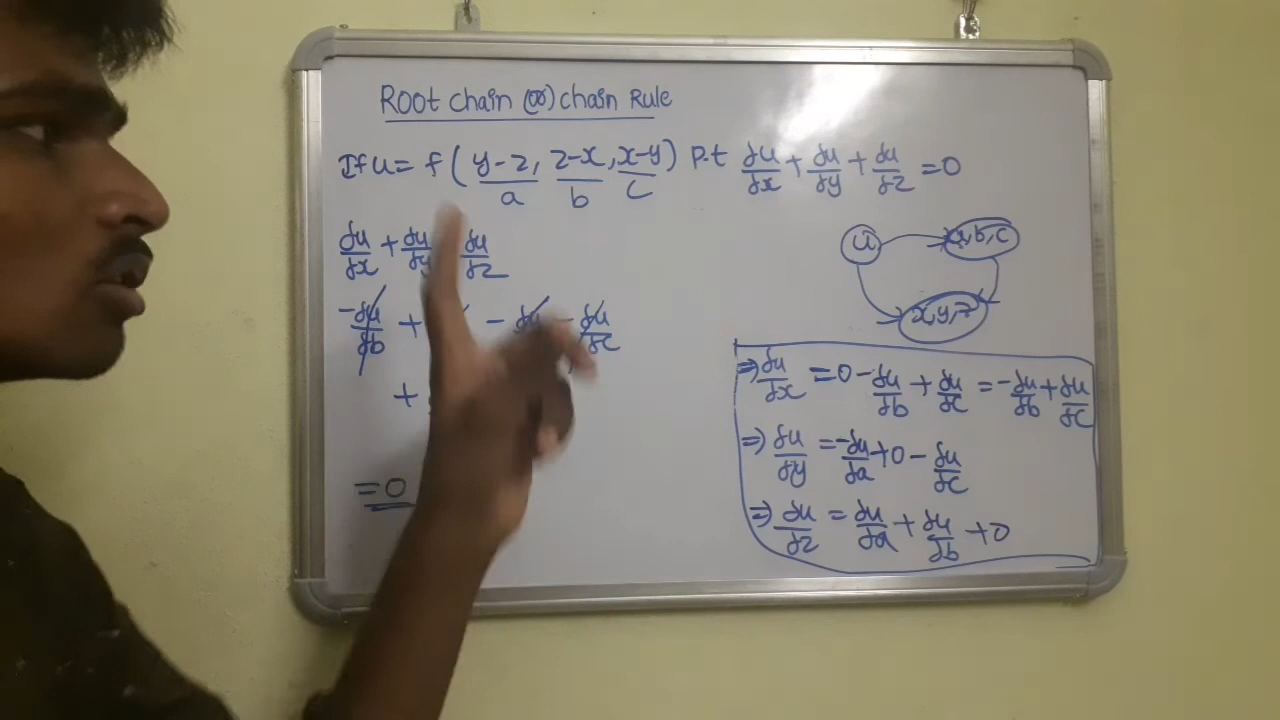 Root chain (or) chain Rule
If u = f(y-z, z-x, x-y) P.t ∂u/∂x + ∂u/∂y + ∂u/∂z = 0
a b c
∂u/∂x + ∂u/∂y ∂u/∂z
u a,b,c
x,y,z
-∂u/∂b + - - ∂u/∂c
+
= 0
⇒ ∂u/∂x = 0 - ∂u/∂b + ∂u/∂c = -∂u/∂b + ∂u/∂c
⇒ ∂u/∂y = -∂u/∂a + 0 - ∂u/∂c
⇒ ∂u/∂z = ∂u/∂a + ∂u/∂b + 0